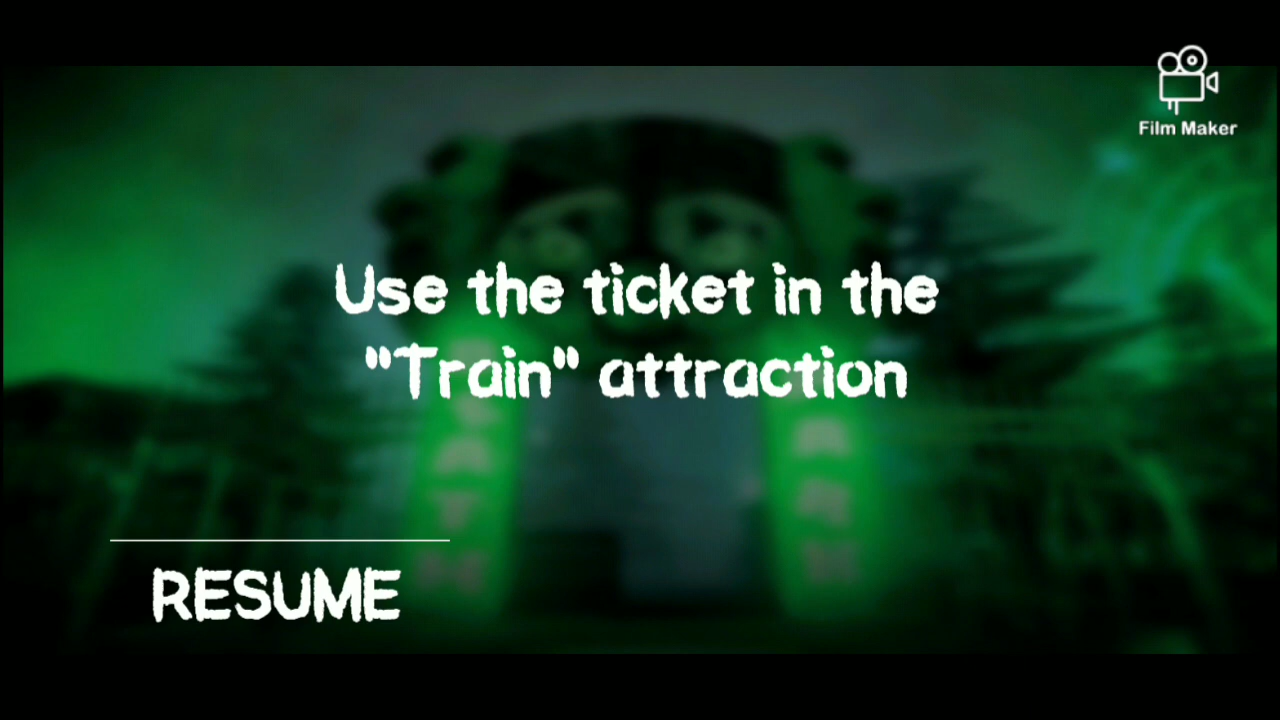 Film Maker
Use the ticket in the
"Train" attraction
RESUME